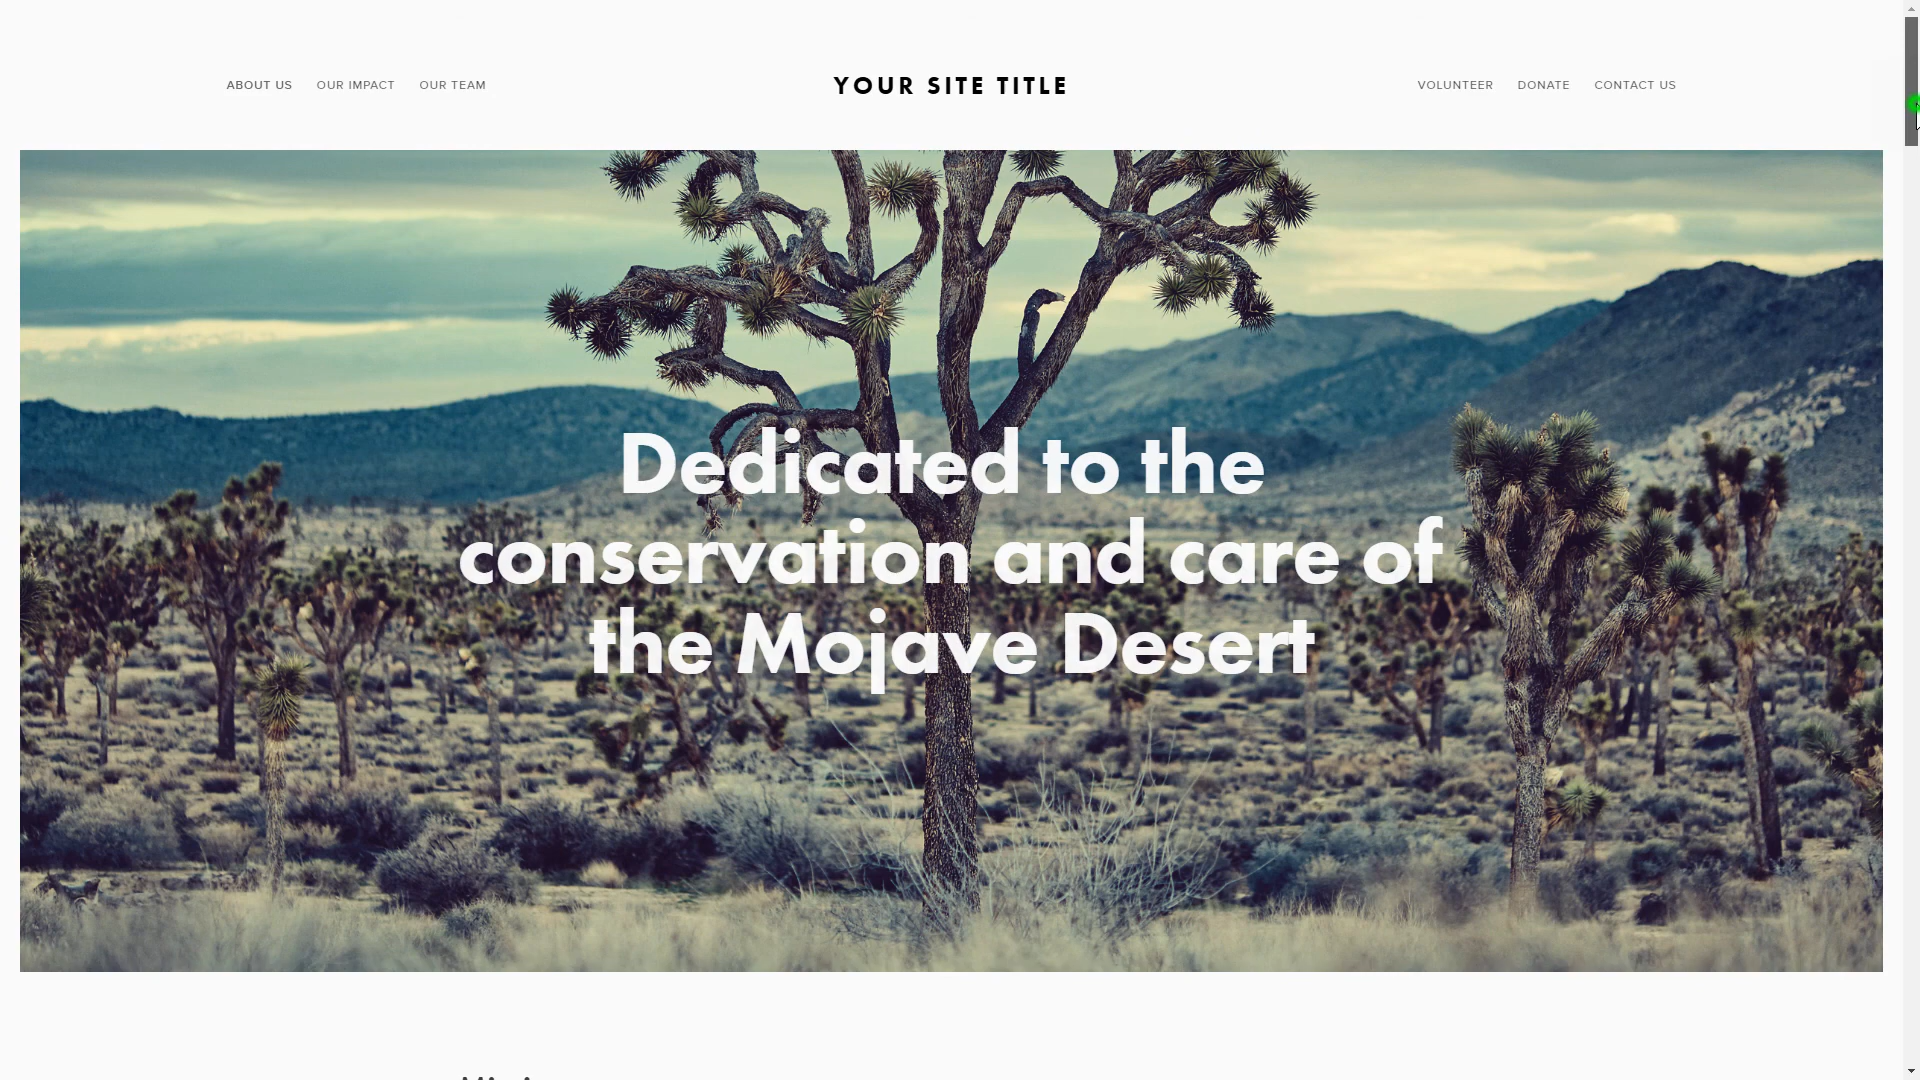 ABOUT US OUR IMPACT OUR TEAM YOUR SITE TITLE VOLUNTEER DONATE CONTACT US
Dedicated to the
conservation and care of
the Mojave Desert